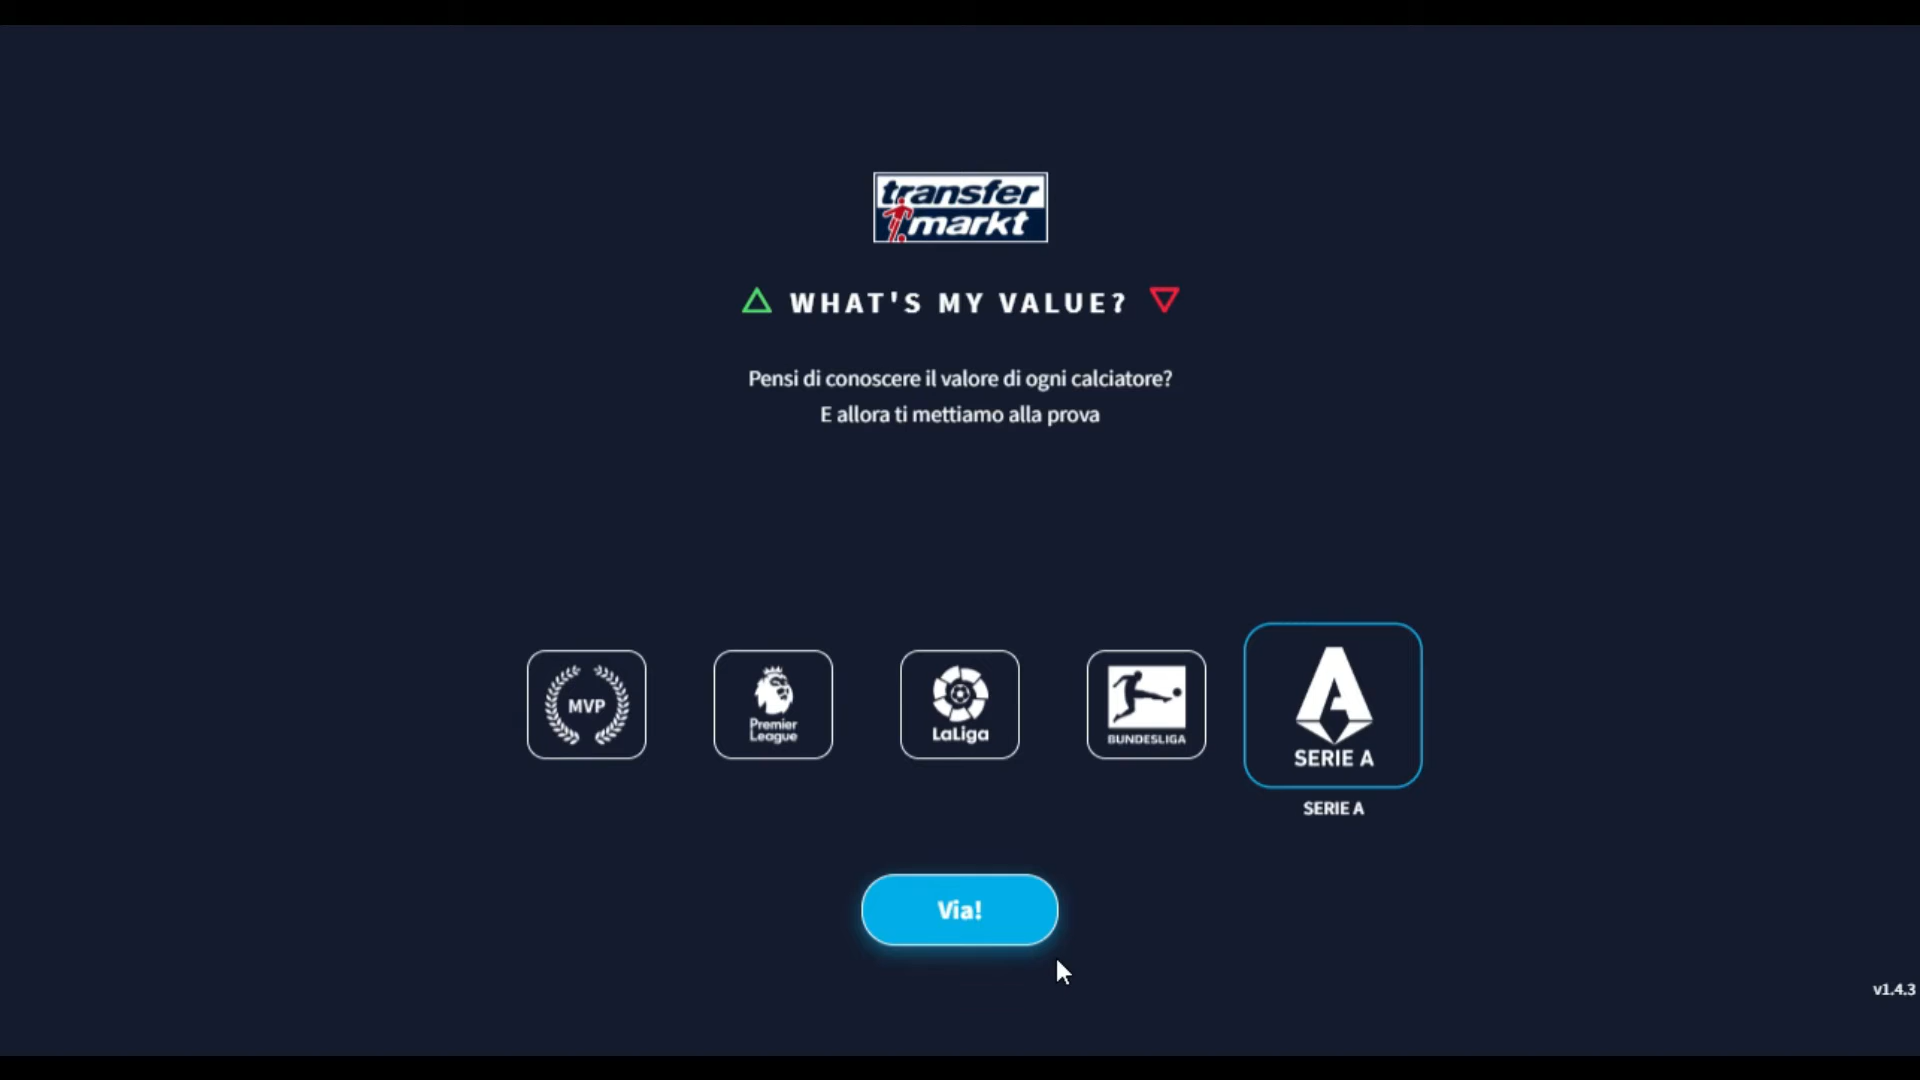 transfer
markt
WHAT'S MY VALUE?
Pensi di conoscere il valore di ogni calciatore?
E allora ti mettiamo alla prova
MVP
Premier
League
LaLiga
BUNDESLIGA
SERIE A
SERIE A
Via!
v1.4.3